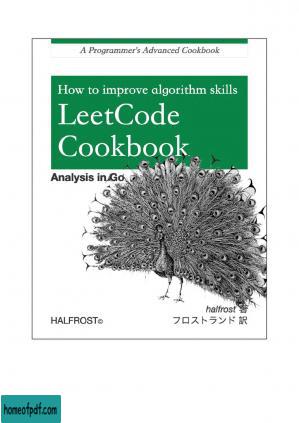 A Programmer's Advanced Cookbook
How to improve algorithm skills
LeetCode
Cookbook
Analysis in Go
halfrost 著
HALFROST©
フロストランド 訳
homeofpdf.com